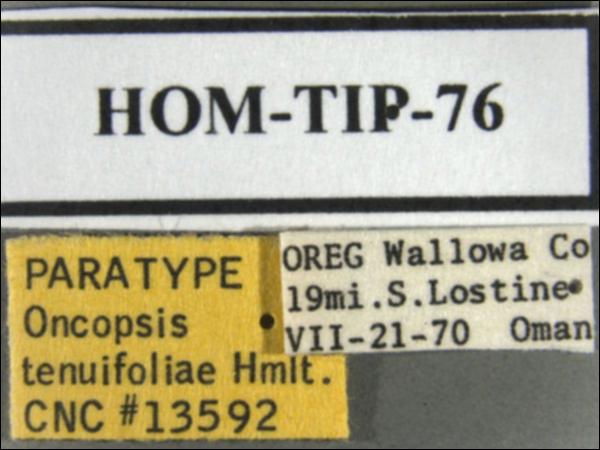 HOM-TIP-76
PARATYPE
Oncopsis
tenuifoliae Hmlt.
CNC #13592
OREG Wallowa Co
19mi.S.Lostine
VII-21-70 Oman